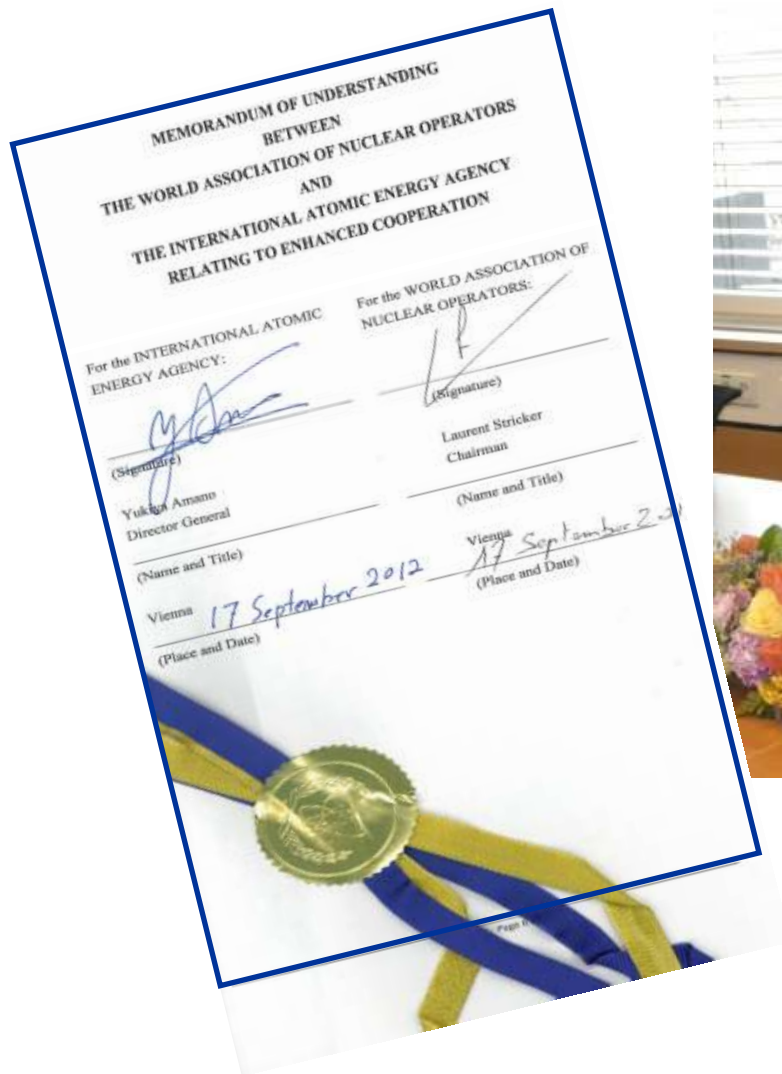 MEMORANDUM OF UNDERSTANDING
BETWEEN
THE WORLD ASSOCIATION OF NUCLEAR OPERATORS
AND
THE INTERNATIONAL ATOMIC ENERGY AGENCY
RELATING TO ENHANCED COOPERATION
For the INTERNATIONAL ATOMIC
ENERGY AGENCY:
(Signature)
Yukiya Amano
Director General
(Name and Title)
Vienna 17 September 2012
(Place and Date)
For the WORLD ASSOCIATION OF
NUCLEAR OPERATORS:
(Signature)
Laurent Stricker
Chairman
(Name and Title)
Vienna
17 September
(Place and Date)
Page